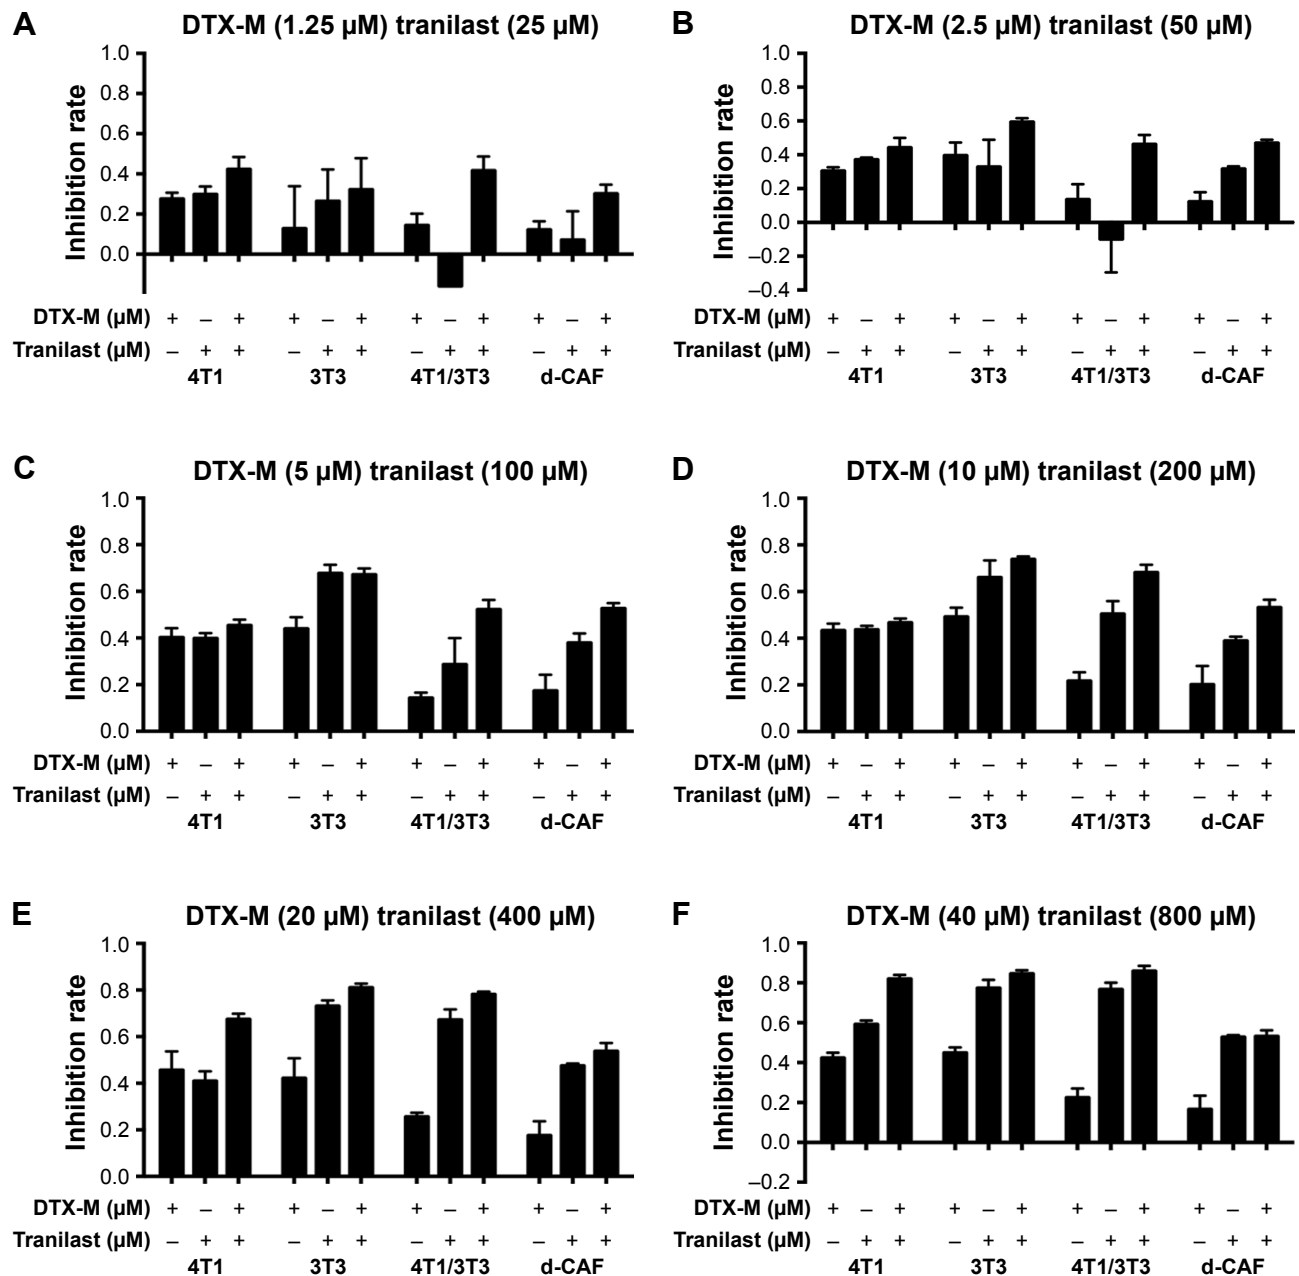 A
DTX-M (1.25 µM) tranilast (25 µM)
Inhibition rate
1.0
0.8
0.6
0.4
0.2
0.0
DTX-M (µM) + – + + – + + – + + – +
Tranilast (µM) – + + – + + – + + – + +
4T1 3T3 4T1/3T3 d-CAF
B
DTX-M (2.5 µM) tranilast (50 µM)
Inhibition rate
1.0
0.8
0.6
0.4
0.2
0.0
–0.2
–0.4
DTX-M (µM) + – + + – + + – + + – +
Tranilast (µM) – + + – + + – + + – + +
4T1 3T3 4T1/3T3 d-CAF
C
DTX-M (5 µM) tranilast (100 µM)
Inhibition rate
1.0
0.8
0.6
0.4
0.2
0.0
DTX-M (µM) + – + + – + + – + + – +
Tranilast (µM) – + + – + + – + + – + +
4T1 3T3 4T1/3T3 d-CAF
D
DTX-M (10 µM) tranilast (200 µM)
Inhibition rate
1.0
0.8
0.6
0.4
0.2
0.0
DTX-M (µM) + – + + – + + – + + – +
Tranilast (µM) – + + – + + – + + – + +
4T1 3T3 4T1/3T3 d-CAF
E
DTX-M (20 µM) tranilast (400 µM)
Inhibition rate
1.0
0.8
0.6
0.4
0.2
0.0
DTX-M (µM) + – + + – + + – + + – +
Tranilast (µM) – + + – + + – + + – + +
4T1 3T3 4T1/3T3 d-CAF
F
DTX-M (40 µM) tranilast (800 µM)
Inhibition rate
1.0
0.8
0.6
0.4
0.2
0.0
–0.2
DTX-M (µM) + – + + – + + – + + – +
Tranilast (µM) – + + – + + – + + – + +
4T1 3T3 4T1/3T3 d-CAF